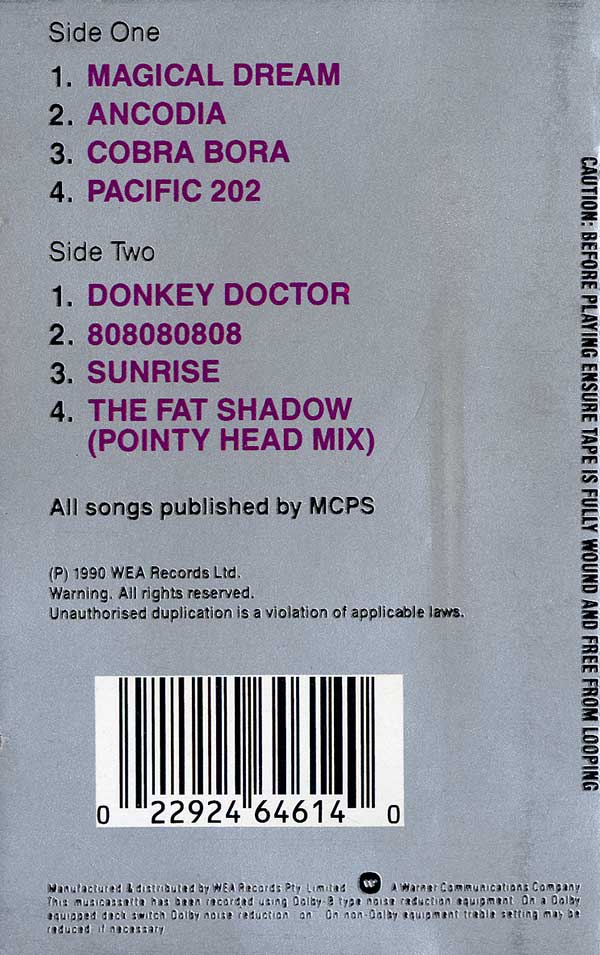 Side One
1. MAGICAL DREAM
2. ANCODIA
3. COBRA BORA
4. PACIFIC 202
Side Two
1. DONKEY DOCTOR
2. 808080808
3. SUNRISE
4. THE FAT SHADOW
(POINTY HEAD MIX)
All songs published by MCPS
(P) 1990 WEA Records Ltd.
Warning. All rights reserved.
Unauthorised duplication is a violation of applicable laws.
0 22924 64614 0
Manufactured & distributed by WEA Records Pty. Limited A Warner Communications Company
This musicassette has been recorded using Dolby-B type noise reduction equipment. On a Dolby
equipped deck switch Dolby noise reduction "on". On non-Dolby equipment treble setting may be
reduced if necessary
CAUTION: BEFORE PLAYING ENSURE TAPE IS FULLY WOUND AND FREE FROM LOOPING